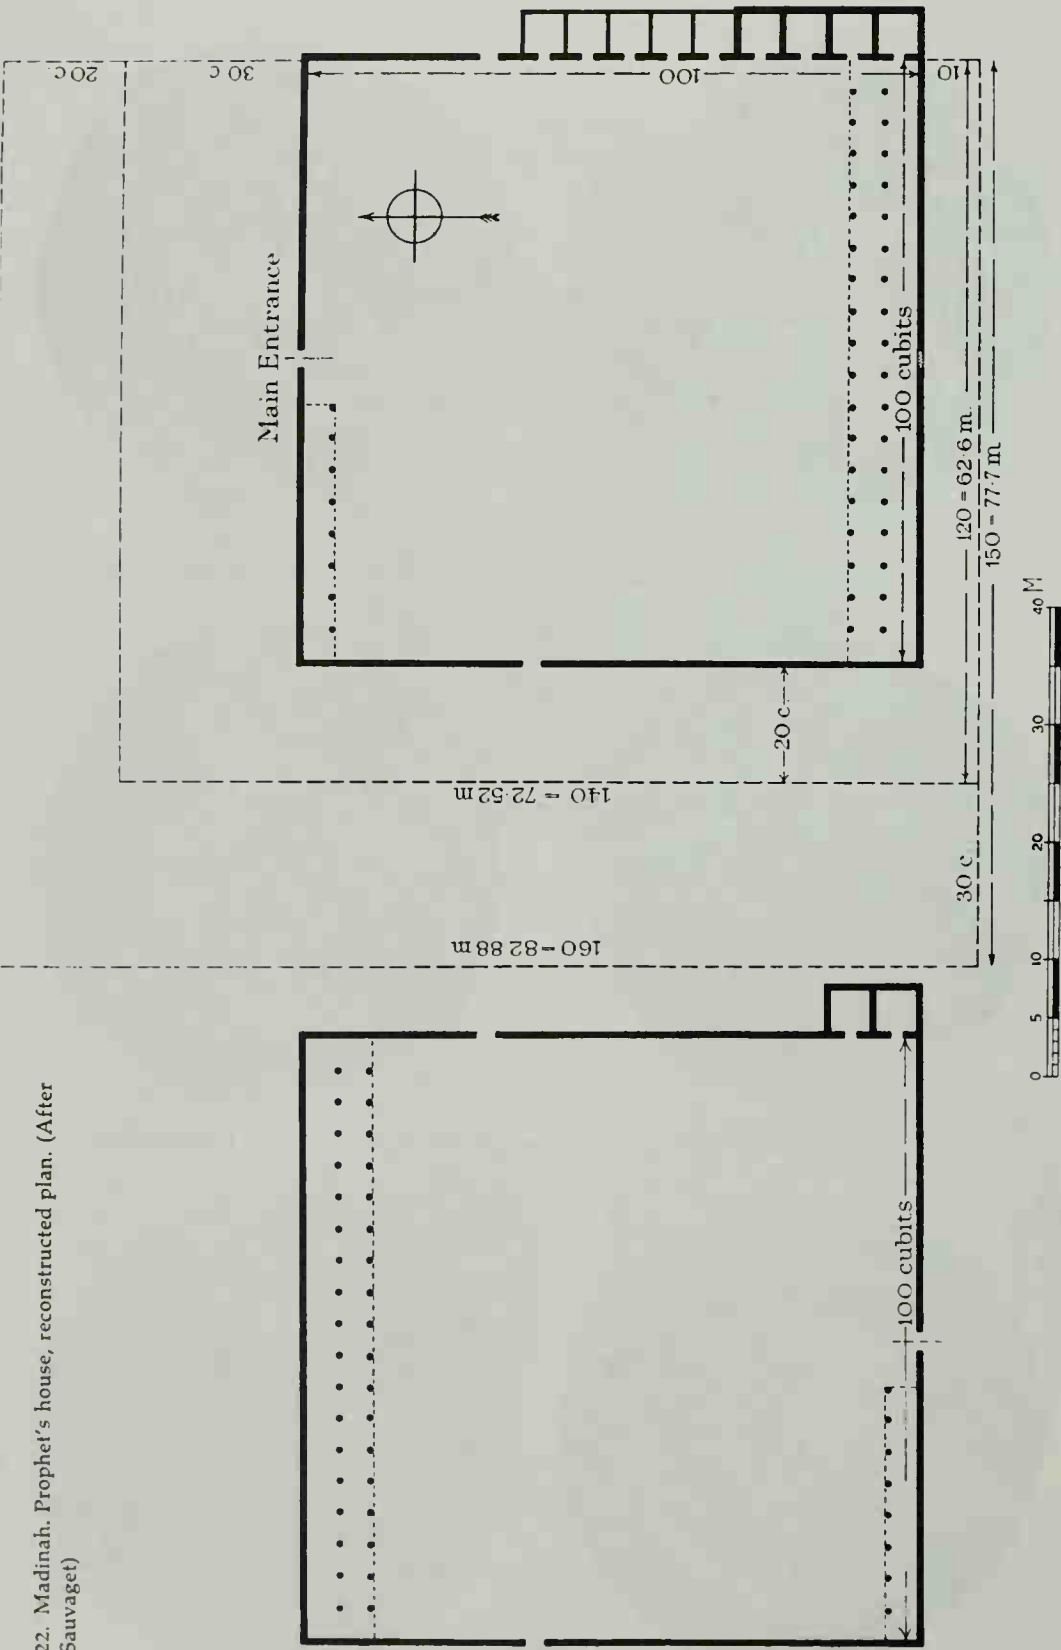 22. Madinah. Prophet's house, reconstructed plan. (After
Sauvaget)
20 c
30 c
100
10
Main Entrance
100 cubits
120 = 62·6 m
150 = 77·7 m
20 c
140 = 72·52 m
30 c
160 = 82 88 m
100 cubits
0 5 10 20 30 40 M